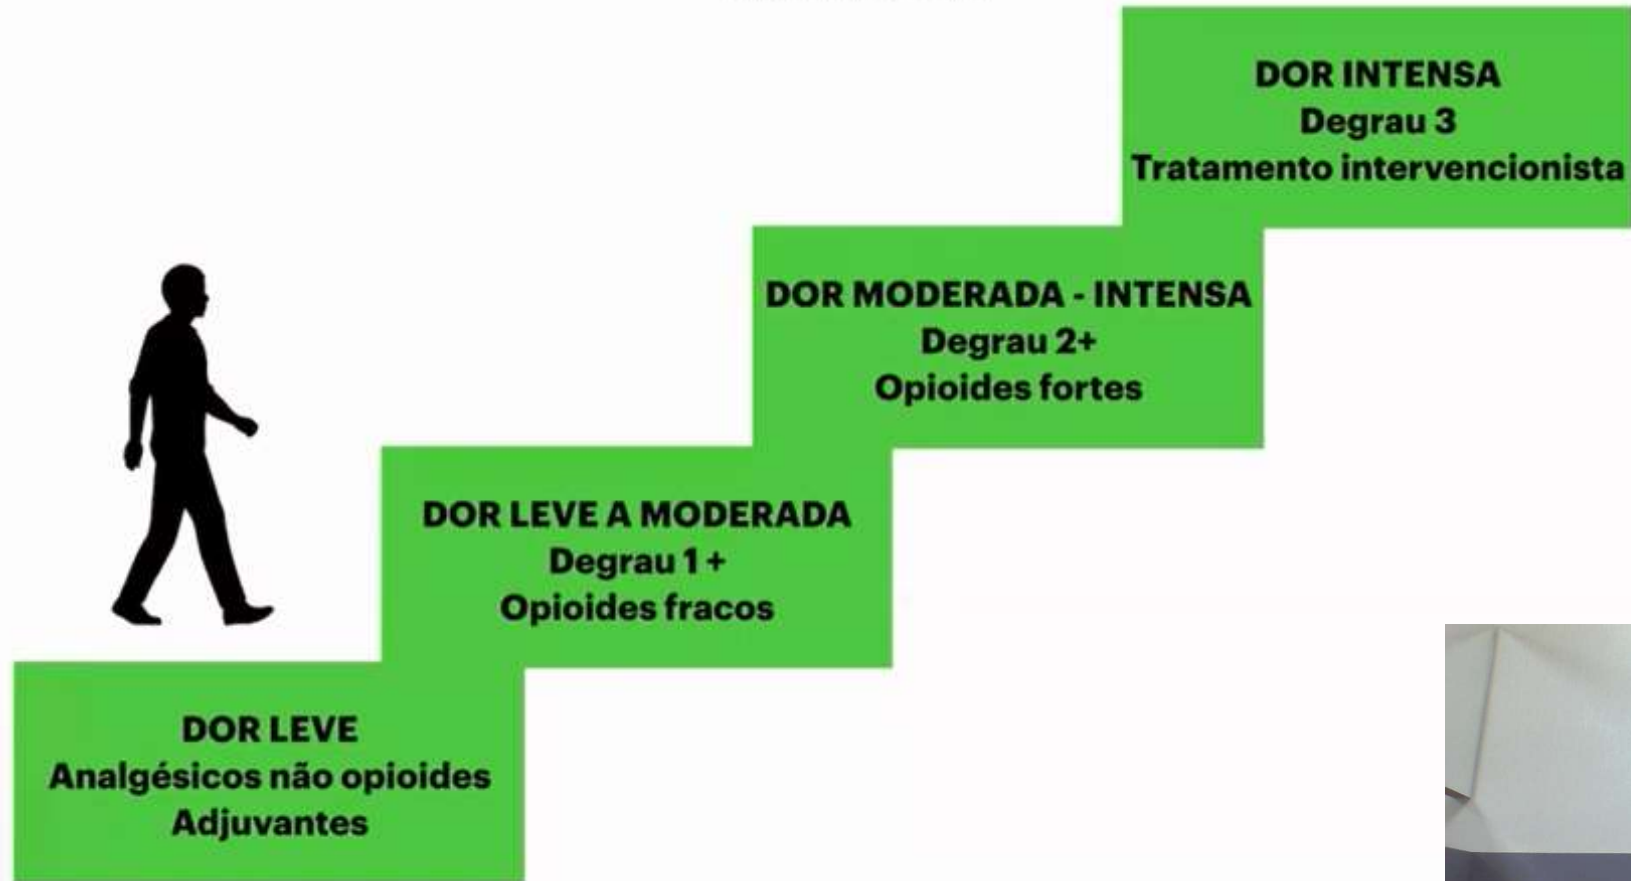 DOR INTENSA
Degrau 3
Tratamento intervencionista
DOR MODERADA - INTENSA
Degrau 2+
Opioides fortes
DOR LEVE A MODERADA
Degrau 1 +
Opioides fracos
DOR LEVE
Analgésicos não opioides
Adjuvantes